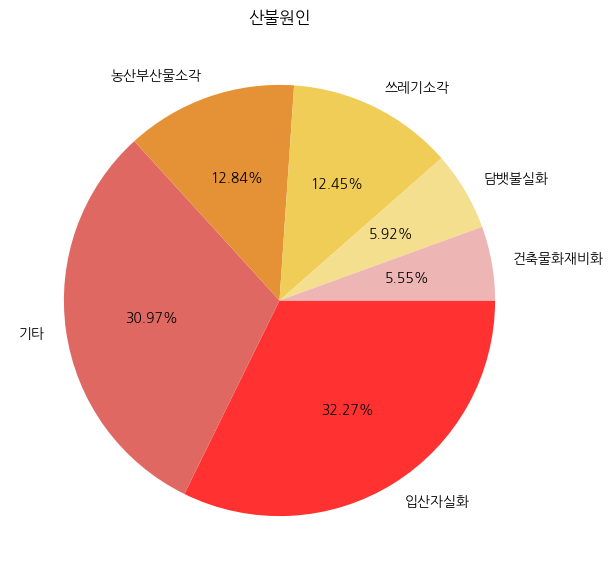 산불원인
농산부산물소각
쓰레기소각
12.84%
12.45%
담뱃불실화
5.92%
건축물화재비화
5.55%
30.97%
기타
32.27%
입산자실화